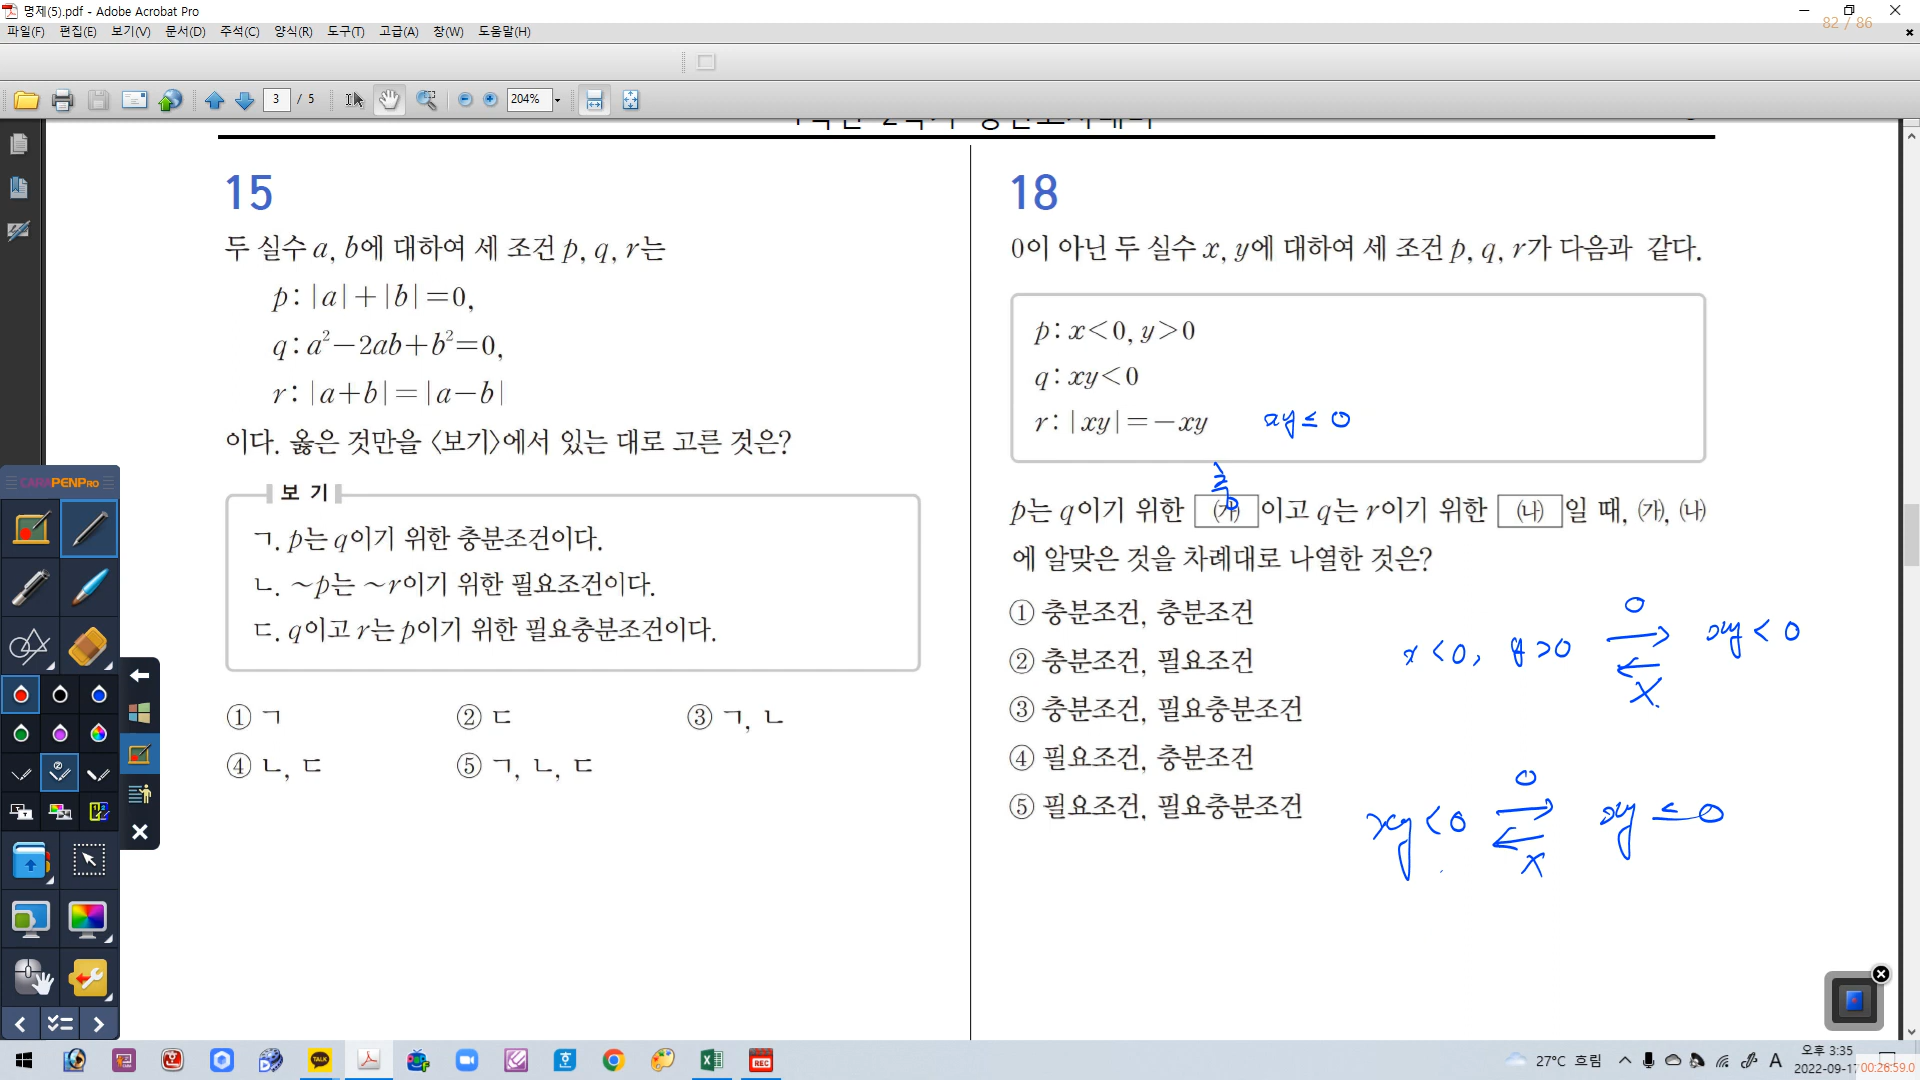 명제(5).pdf - Adobe Acrobat Pro
82 / 86
파일(F) 편집(E) 보기(V) 문서(D) 주석(C) 양식(R) 도구(T) 고급(A) 창(W) 도움말(H)
3 / 5 204%
15
두 실수 a, b에 대하여 세 조건 p, q, r는
p: |a|+|b|=0,
q: a²-2ab+b²=0,
r: |a+b|=|a-b|
이다. 옳은 것만을 〈보기〉에서 있는 대로 고른 것은?
보 기
ㄱ. p는 q이기 위한 충분조건이다.
ㄴ. ~p는 ~r이기 위한 필요조건이다.
ㄷ. q이고 r는 p이기 위한 필요충분조건이다.
① ㄱ ② ㄷ ③ ㄱ, ㄴ
④ ㄴ, ㄷ ⑤ ㄱ, ㄴ, ㄷ
18
0이 아닌 두 실수 x, y에 대하여 세 조건 p, q, r가 다음과 같다.
p: x<0, y>0
q: xy<0
r: |xy|=-xy xy ≤ 0
p는 q이기 위한 (가) 이고 q는 r이기 위한 (나) 일 때, (가), (나)
에 알맞은 것을 차례대로 나열한 것은?
① 충분조건, 충분조건
② 충분조건, 필요조건
③ 충분조건, 필요충분조건
④ 필요조건, 충분조건
⑤ 필요조건, 필요충분조건
0
x<0, y>0 → xy<0
← X
0
xy<0 → xy ≤ 0
← X
CARAPENPRO
TALK
REC
27°C 흐림 A 오후 3:35
2022-09-17
00:26:59.0